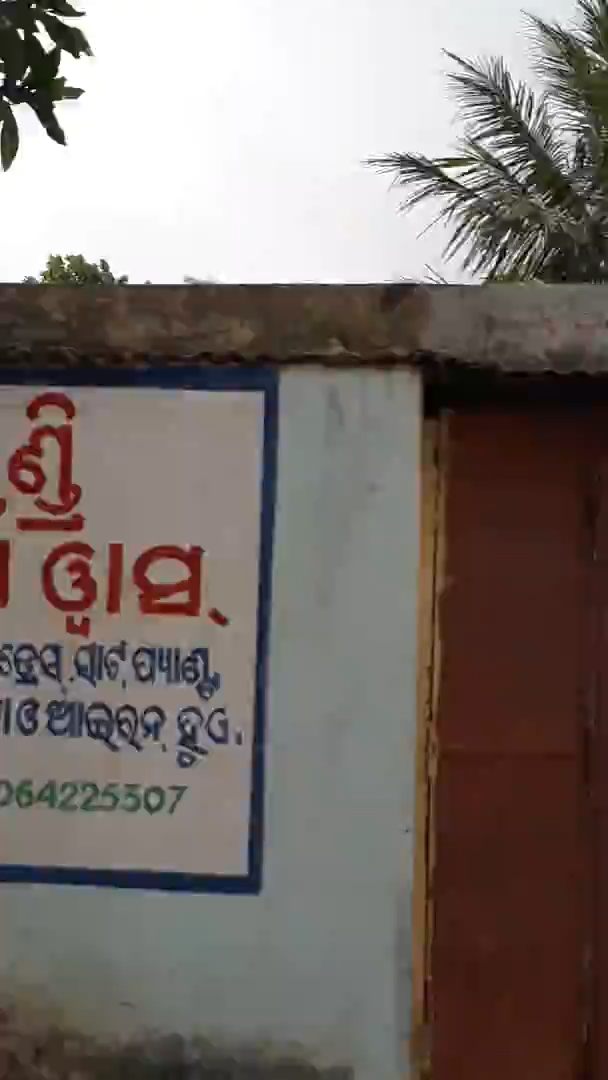 ଣ୍ଡ୍ରି
ୱାସ୍
ଡ୍ରେସ୍, ସାର୍ଟ, ପ୍ୟାଣ୍ଟ,
ଓ ଆଇରନ୍ ହୁଏ.
064225507